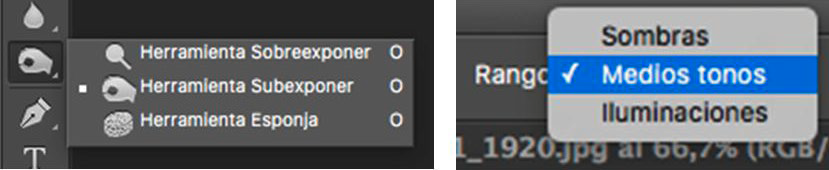 Herramienta Sobreexponer O
Herramienta Subexponer O
Herramienta Esponja O
T
Sombras
Rango ✓ Medios tonos
Iluminaciones
1_1920.jpg al 66,7% (RGB/